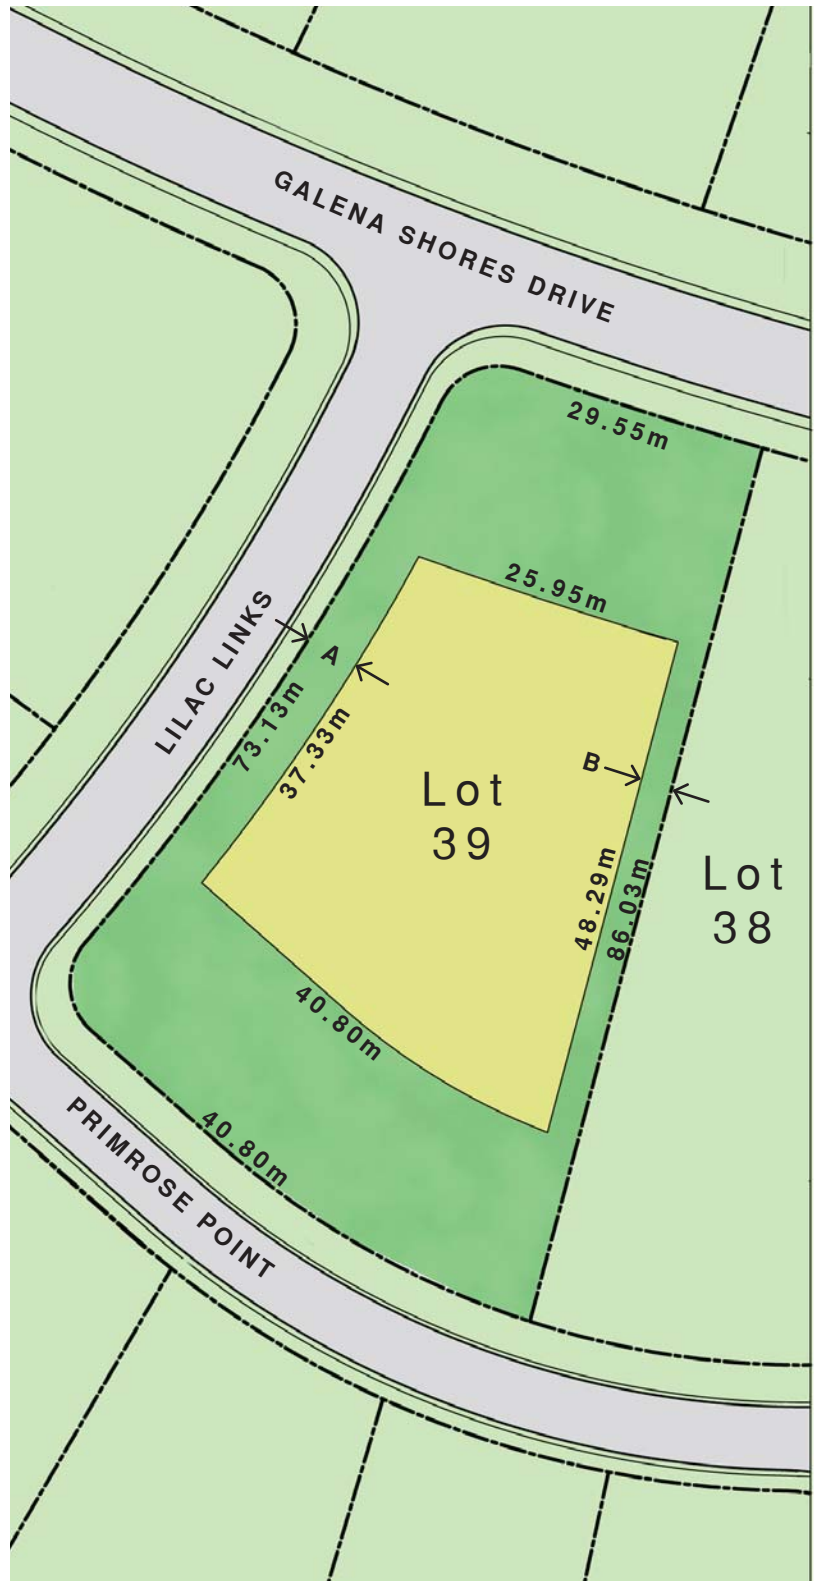 GALENA SHORES DRIVE
29.55m
25.95m
LILAC LINKS
A
73.13m
37.33m
B
Lot
39
48.29m
86.03m
Lot
38
40.80m
40.80m
PRIMROSE POINT